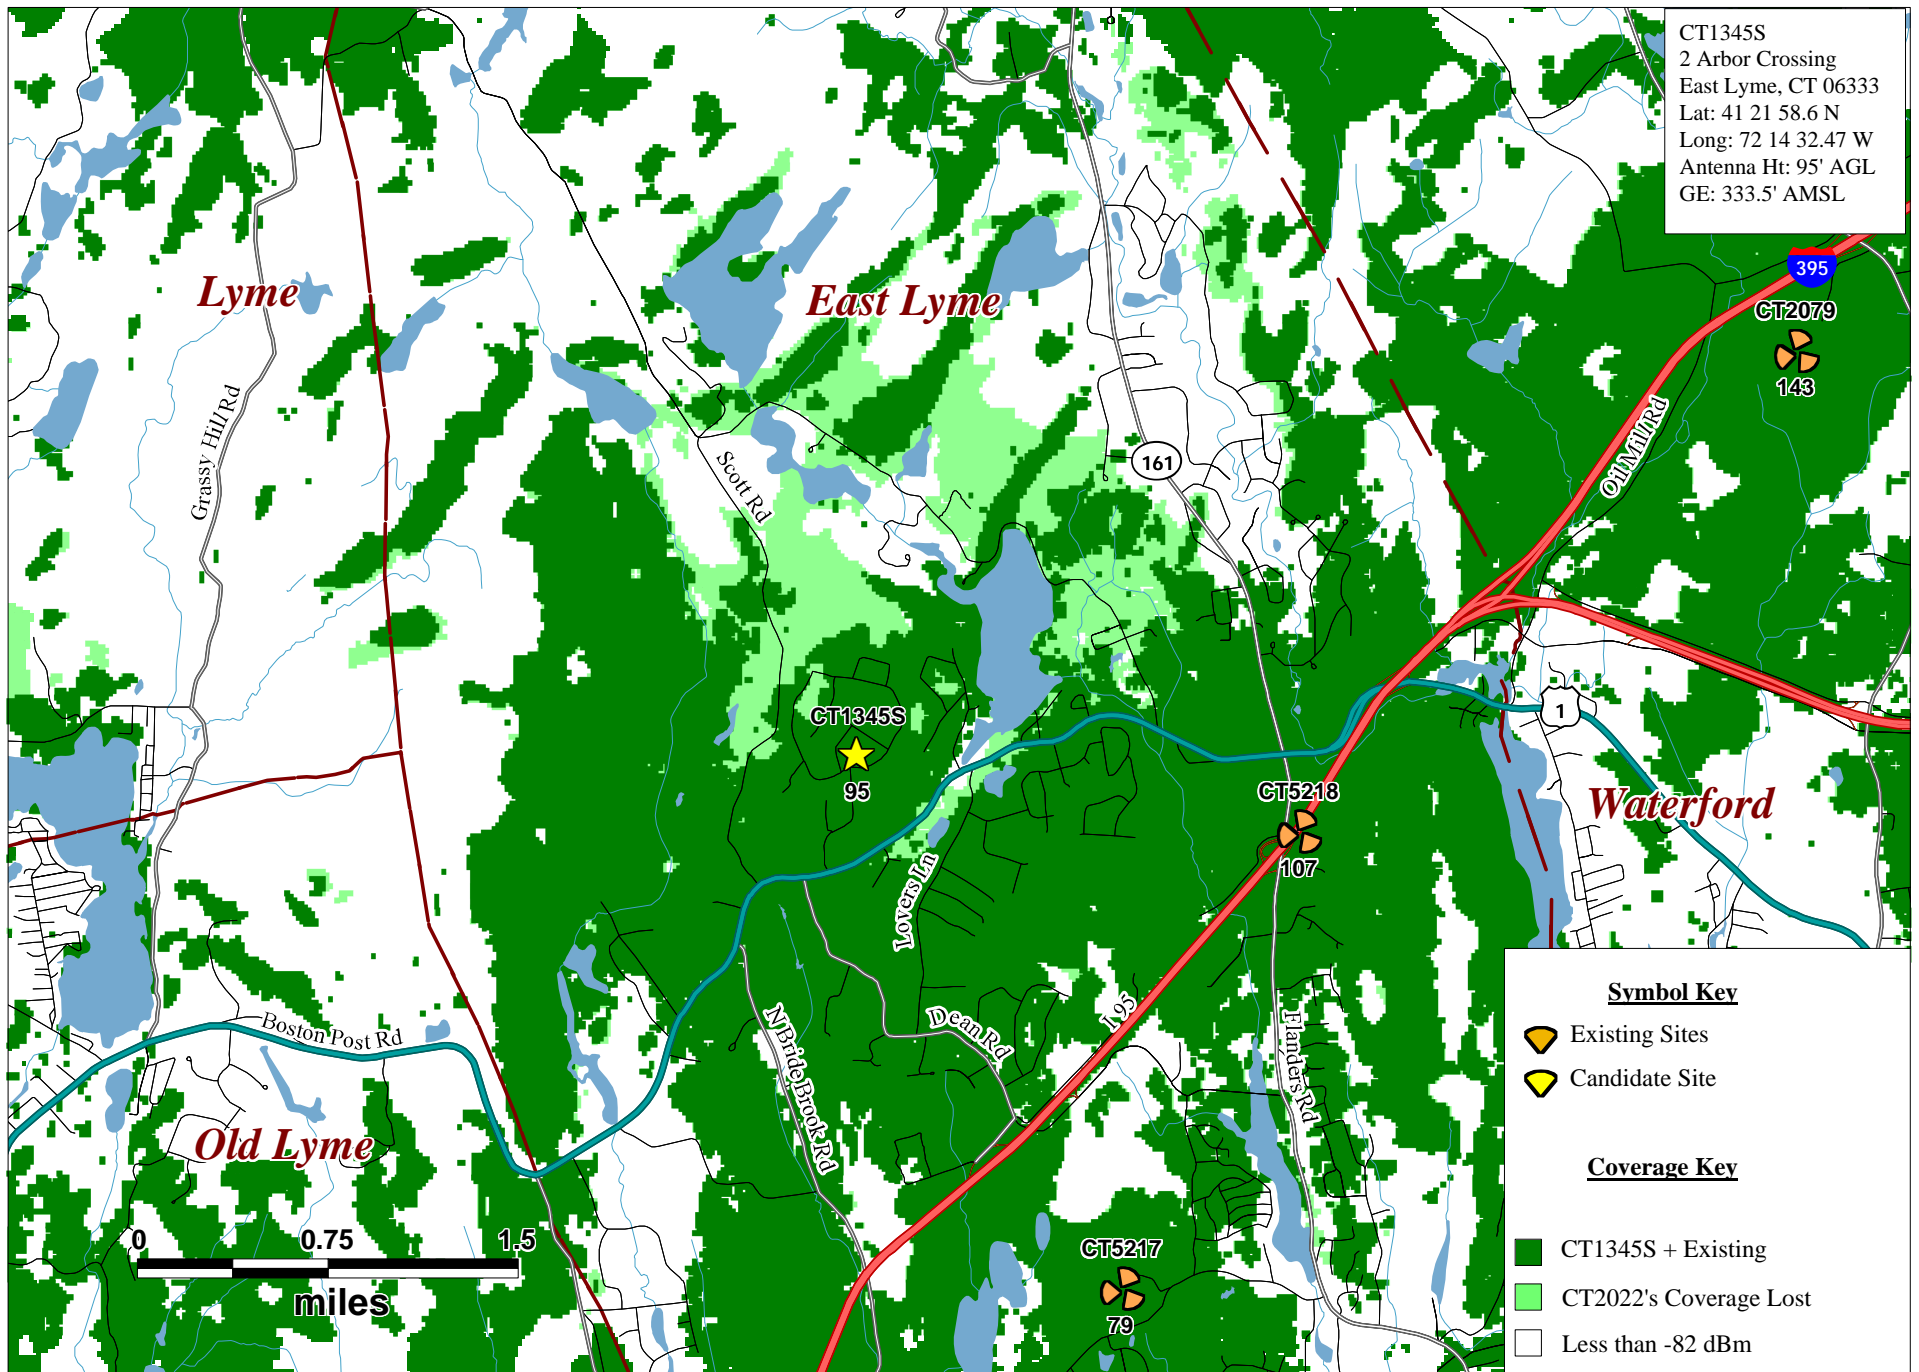 CT1345S
2 Arbor Crossing
East Lyme, CT 06333
Lat: 41 21 58.6 N
Long: 72 14 32.47 W
Antenna Ht: 95' AGL
GE: 333.5' AMSL
395
CT2079
143
Lyme
East Lyme
Grassy Hill Rd
Scott Rd
161
Oil Mill Rd
CT1345S
95
1
CT5218
107
Waterford
Lovers Ln
Boston Post Rd
N Bride Brook Rd
Dean Rd
I 95
Flanders Rd
Old Lyme
0 0.75 1.5
miles
CT5217
79
Symbol Key
Existing Sites
Candidate Site
Coverage Key
CT1345S + Existing
CT2022's Coverage Lost
Less than -82 dBm